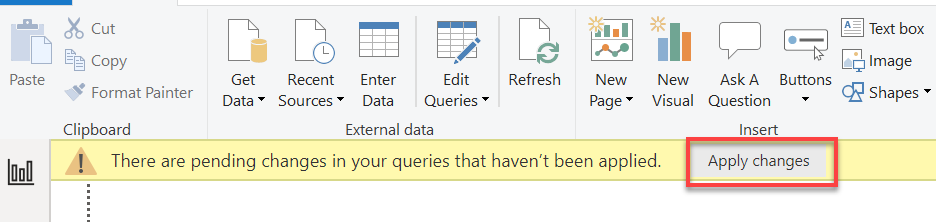 Paste
Cut
Copy
Format Painter
Clipboard
Get Data
Recent Sources
Enter Data
Edit Queries
Refresh
External data
New Page
New Visual
Ask A Question
Buttons
Text box
Image
Shapes
Insert
There are pending changes in your queries that haven't been applied.
Apply changes